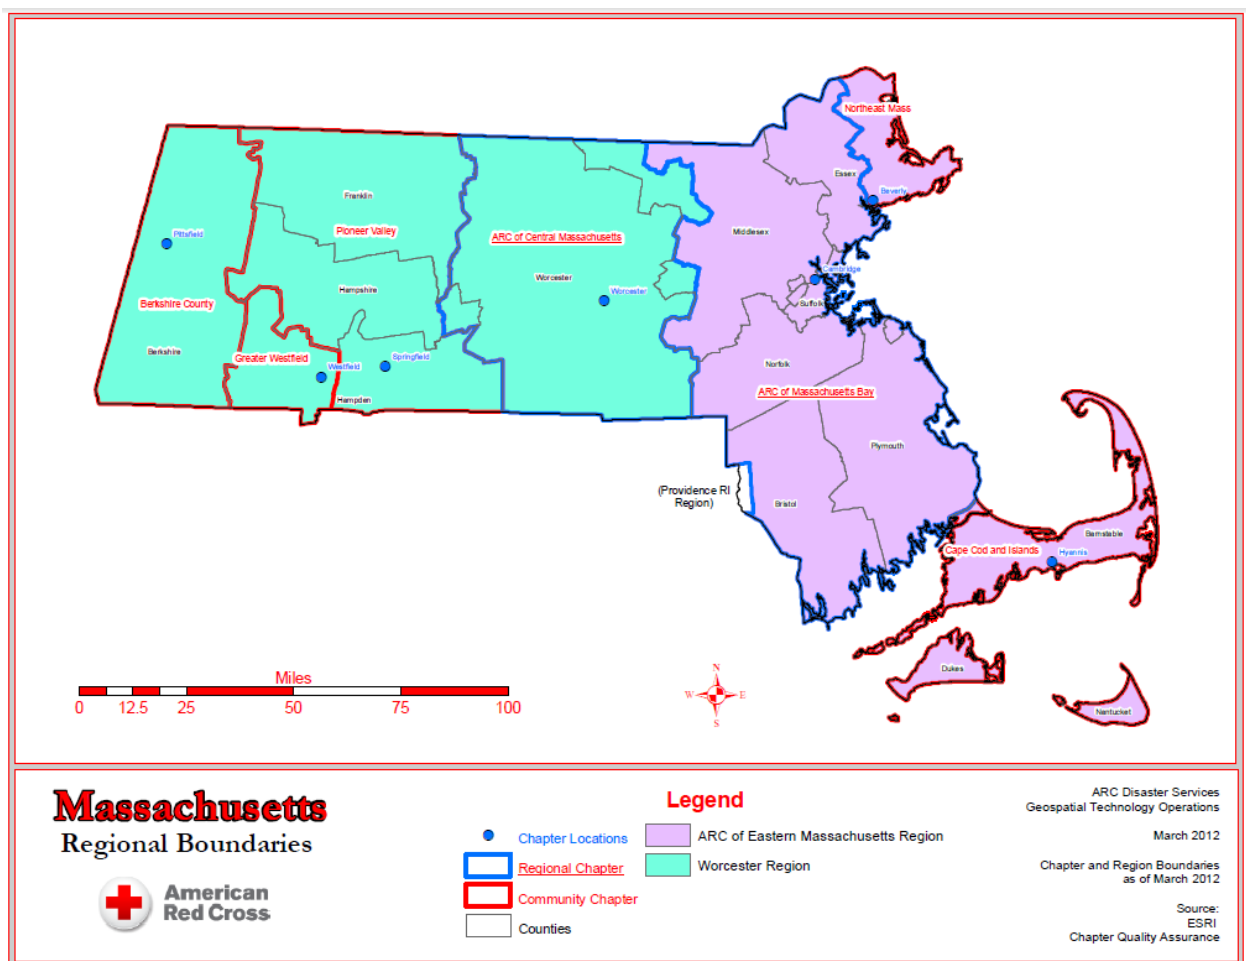 Northeast Mass
Essex
Beverly
Franklin
Pioneer Valley
Pittsfield
ARC of Central Massachusetts
Middlesex
Cambridge
Worcester
Worcester
Hampshire
Suffolk
Berkshire County
Berkshire
Greater Westfield
Westfield
Springfield
Hampden
Norfolk
ARC of Massachusetts Bay
Plymouth
(Providence RI
Region)
Bristol
Barnstable
Cape Cod and Islands
Hyannis
Dukes
Nantucket
Miles
0 12.5 25 50 75 100
N
W E
S
Massachusetts
Regional Boundaries
American
Red Cross
Legend
Chapter Locations
Regional Chapter
Community Chapter
Counties
ARC of Eastern Massachusetts Region
Worcester Region
ARC Disaster Services
Geospatial Technology Operations
March 2012
Chapter and Region Boundaries
as of March 2012
Source:
ESRI
Chapter Quality Assurance